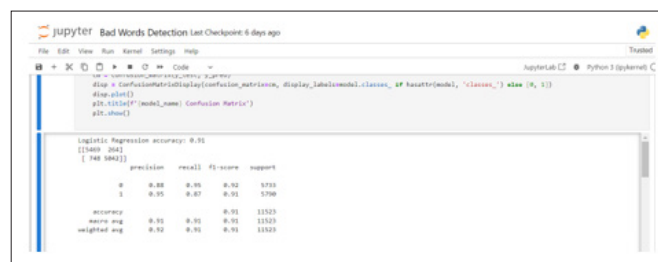 jupyter Bad Words Detection Last Checkpoint: 6 days ago
File Edit View Run Kernel Settings Help Trusted
Code JupyterLab Python 3 (ipykernel)
cm = confusion_matrix(y_test, y_pred)
disp = ConfusionMatrixDisplay(confusion_matrix=cm, display_labels=model.classes_ if hasattr(model, 'classes_') else [0, 1])
disp.plot()
plt.title(f'{model_name} Confusion Matrix')
plt.show()
Logistic Regression accuracy: 0.91
[[5469 264]
[ 748 5042]]
precision recall f1-score support
0 0.88 0.95 0.92 5733
1 0.95 0.87 0.91 5790
accuracy 0.91 11523
macro avg 0.91 0.91 0.91 11523
weighted avg 0.92 0.91 0.91 11523